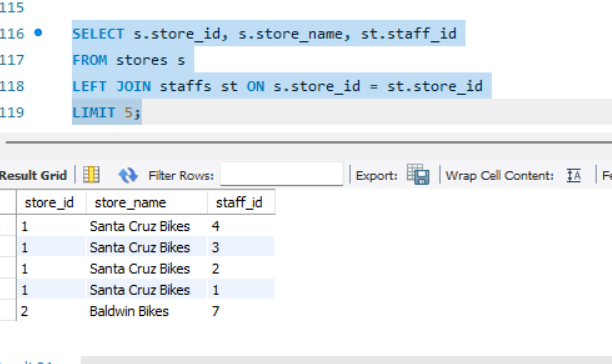 115
116 SELECT s.store_id, s.store_name, st.staff_id
117 FROM stores s
118 LEFT JOIN staffs st ON s.store_id = st.store_id
119 LIMIT 5;
Result Grid Filter Rows: Export: Wrap Cell Content: IA
store_id store_name staff_id
1 Santa Cruz Bikes 4
1 Santa Cruz Bikes 3
1 Santa Cruz Bikes 2
1 Santa Cruz Bikes 1
2 Baldwin Bikes 7